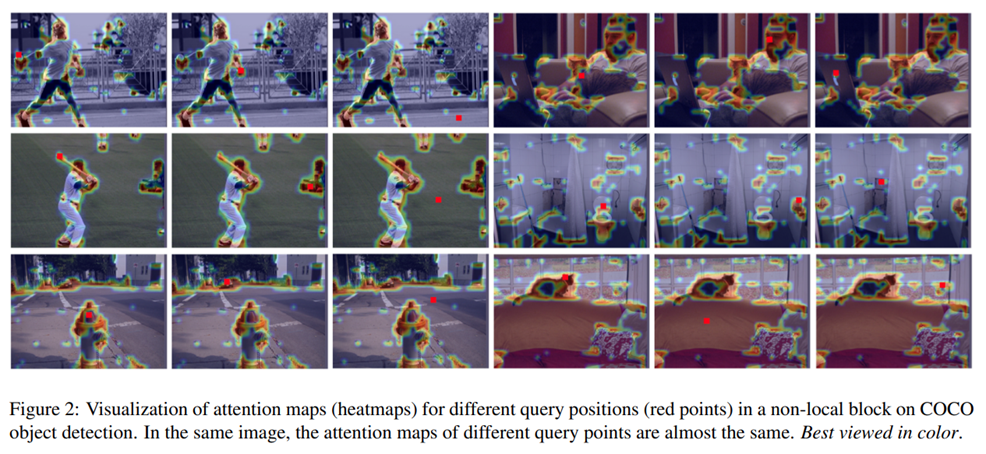 Figure 2: Visualization of attention maps (heatmaps) for different query positions (red points) in a non-local block on COCO
object detection. In the same image, the attention maps of different query points are almost the same. Best viewed in color.